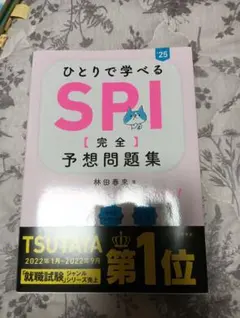 '25
ひとりで学べる
SPI
【完全】
予想問題集
林田香来 著
TSUTAYA
2022年1月~2022年9月
「就職試験」ジャンル
シリーズ売上
第1位